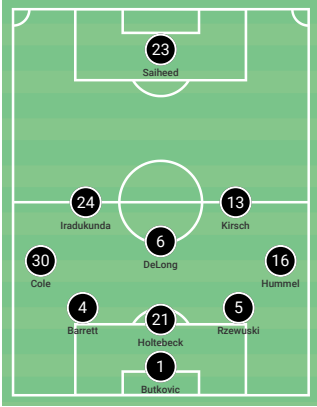 23
Saiheed
24
13
Iradukunda
Kirsch
6
DeLong
30
16
Cole
Hummel
4
5
21
Barrett
Rzewuski
Holtebeck
1
Butkovic